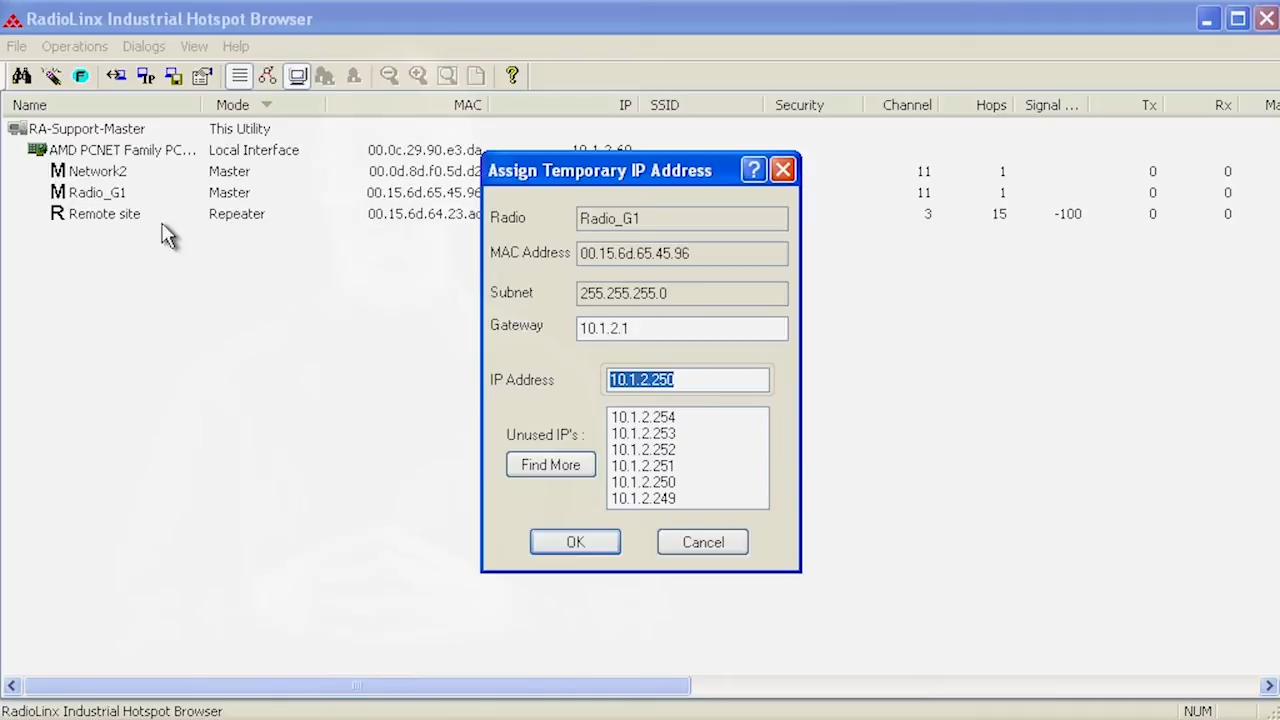 RadioLinx Industrial Hotspot Browser
File Operations Dialogs View Help
Name Mode MAC IP SSID Security Channel Hops Signal ... Tx Rx
RA-Support-Master This Utility
AMD PCNET Family PC... Local Interface 00.0c.29.90.e3.da 10.1.2.60
M Network2 Master 00.0d.8d.f0.5d.d2 11 1 0 0
M Radio_G1 Master 00.15.6d.65.45.96 11 1 0 0
R Remote site Repeater 00.15.6d.64.23.ac 3 15 -100 0 0
Assign Temporary IP Address
Radio Radio_G1
MAC Address 00.15.6d.65.45.96
Subnet 255.255.255.0
Gateway 10.1.2.1
IP Address 10.1.2.250
Unused IP's :
Find More
10.1.2.254
10.1.2.253
10.1.2.252
10.1.2.251
10.1.2.250
10.1.2.249
OK Cancel
RadioLinx Industrial Hotspot Browser NUM